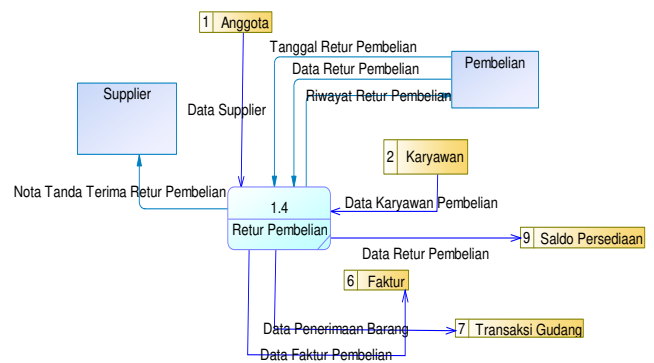 1 Anggota
Tanggal Retur Pembelian
Pembelian
Data Retur Pembelian
Supplier
Riwayat Retur Pembelian
Data Supplier
2 Karyawan
Nota Tanda Terima Retur Pembelian
1.4
Data Karyawan Pembelian
Retur Pembelian
9 Saldo Persediaan
Data Retur Pembelian
6 Faktur
Data Penerimaan Barang
7 Transaksi Gudang
Data Faktur Pembelian